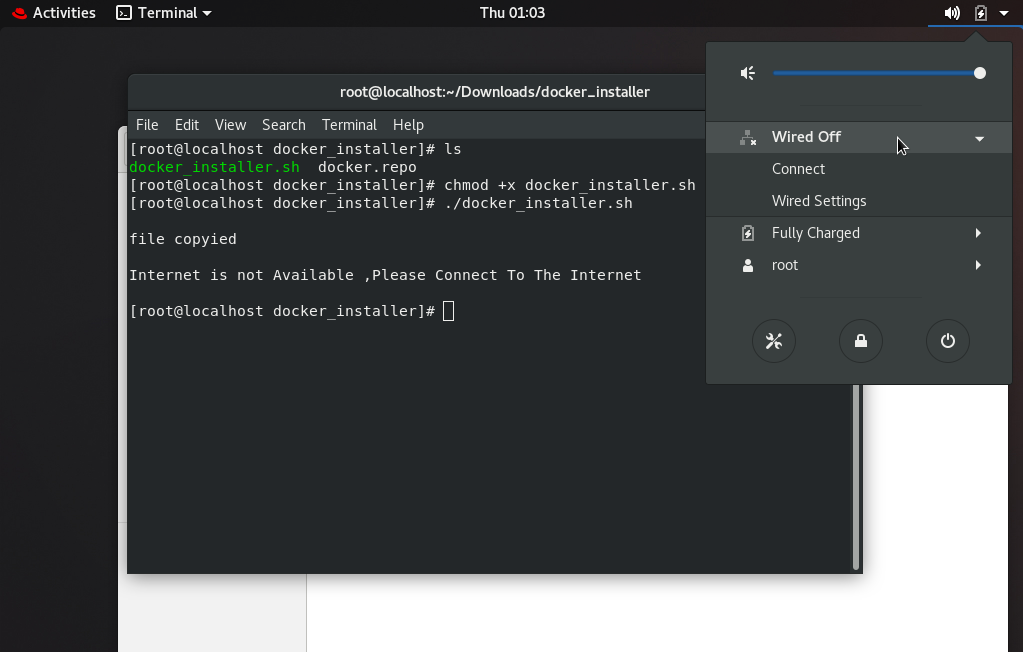 Activities Terminal Thu 01:03
root@localhost:~/Downloads/docker_installer
File Edit View Search Terminal Help
[root@localhost docker_installer]# ls
docker_installer.sh  docker.repo
[root@localhost docker_installer]# chmod +x docker_installer.sh
[root@localhost docker_installer]# ./docker_installer.sh
file copyied
Internet is not Available ,Please Connect To The Internet
[root@localhost docker_installer]#
Wired Off
Connect
Wired Settings
Fully Charged
root